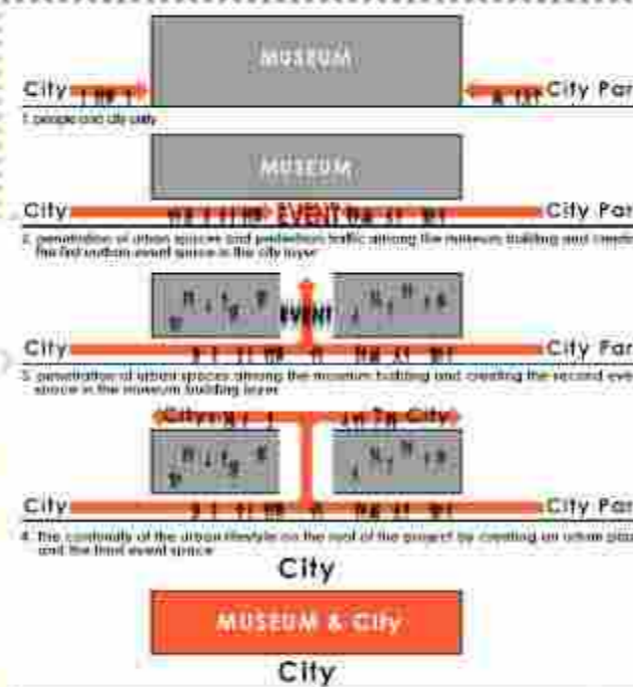 MUSEUM
City City Par
1. people and city only
MUSEUM
City EVENT City Par
2. penetration of urban spaces and pedestrian traffic among the museum building and
the first urban event space in the city layer
EVENT
City City Par
3. penetration of urban spaces among the museum building and creating the second eve
space in the museum building layer
City City
City City Par
4. The continuity of the urban lifestyle on the roof of the project by creating an urban plaz
and the third event space
City
MUSEUM & City
City